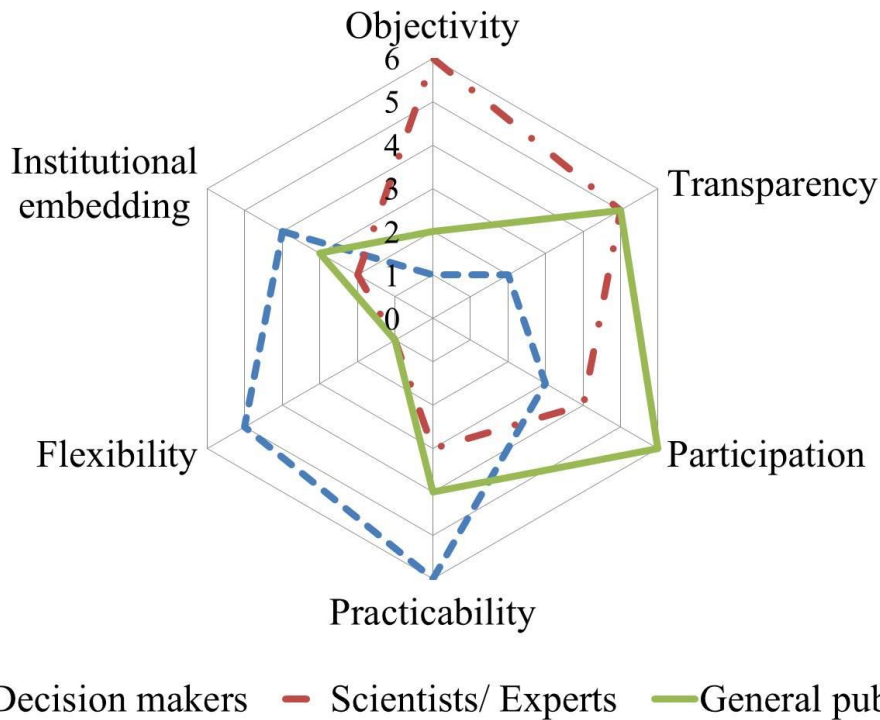 Objectivity
6
5
4
3
2
1
0
Institutional
embedding
Transparency
Flexibility
Participation
Practicability
Decision makers Scientists/ Experts General pub